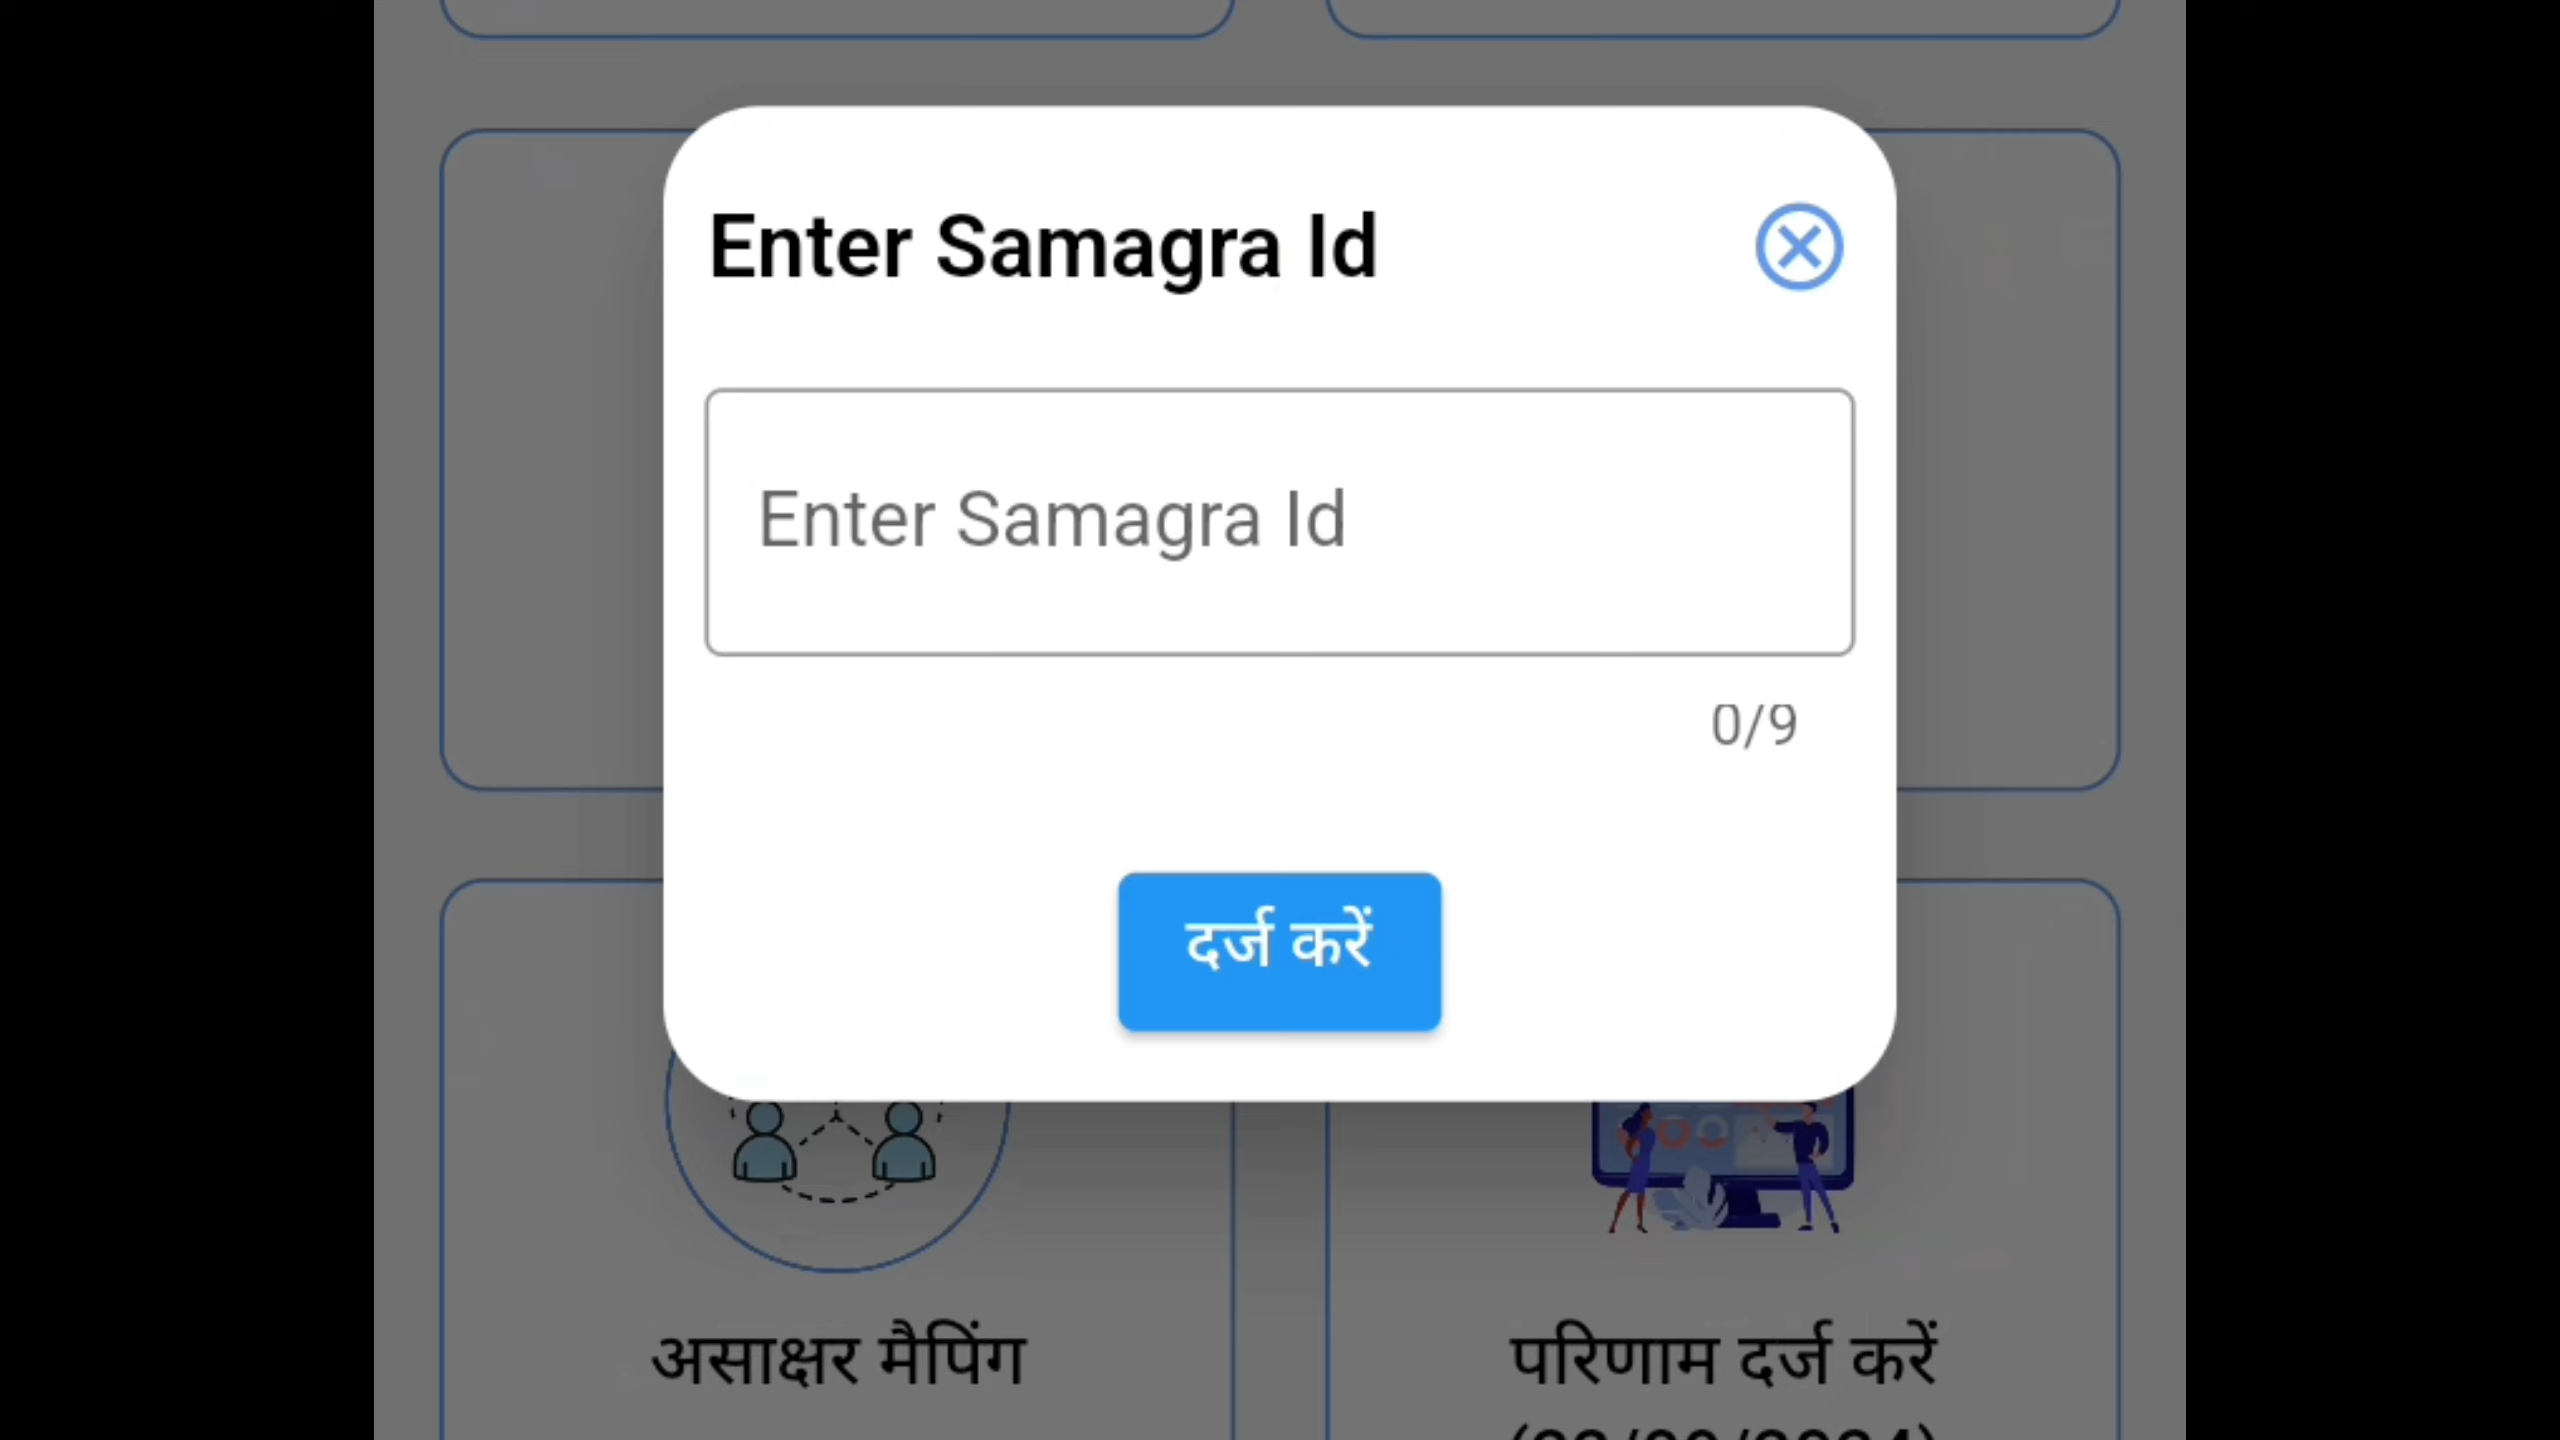 Enter Samagra Id
Enter Samagra Id
0/9
दर्ज करें
असाक्षर मैपिंग
परिणाम दर्ज करें